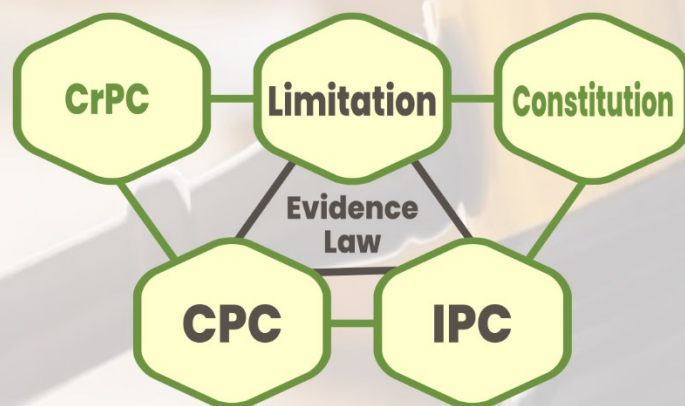 CrPC
Limitation
Constitution
Evidence
Law
CPC
IPC